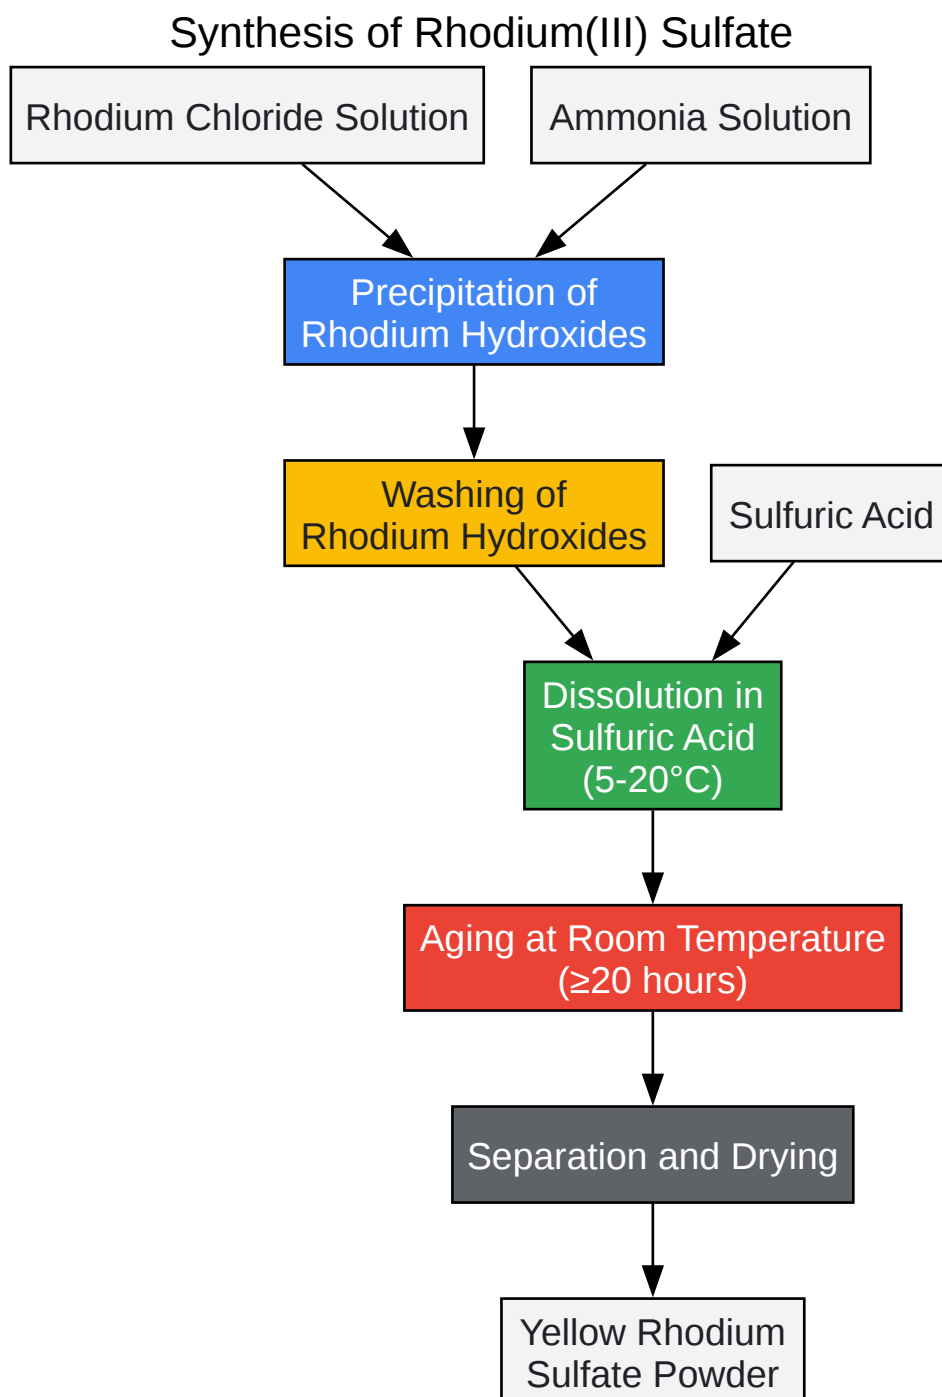 Synthesis of Rhodium(III) Sulfate
Rhodium Chloride Solution
Ammonia Solution
Precipitation of
Rhodium Hydroxides
Washing of
Rhodium Hydroxides
Sulfuric Acid
Dissolution in
Sulfuric Acid
(5-20°C)
Aging at Room Temperature
(≥20 hours)
Separation and Drying
Yellow Rhodium
Sulfate Powder